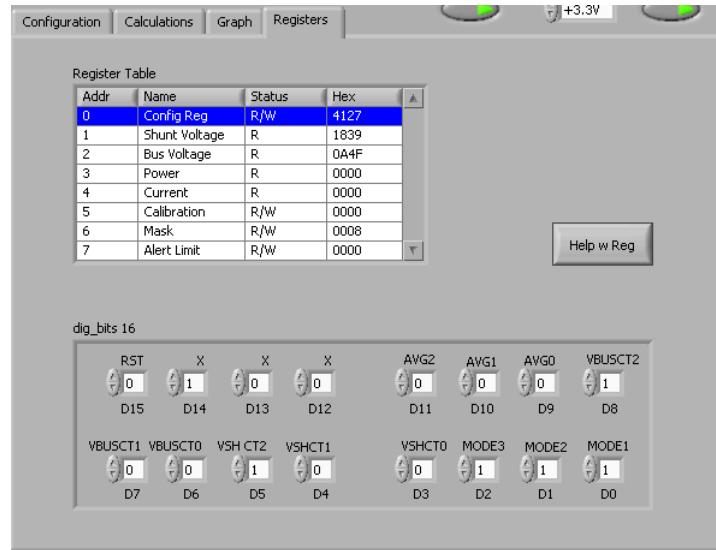 Configuration Calculations Graph Registers +3.3V
Register Table
Addr Name Status Hex
0 Config Reg R/W 4127
1 Shunt Voltage R 1839
2 Bus Voltage R 0A4F
3 Power R 0000
4 Current R 0000
5 Calibration R/W 0000
6 Mask R/W 0008
7 Alert Limit R/W 0000
Help w Reg
dig_bits 16
RST X X X AVG2 AVG1 AVG0 VBUSCT2
0 1 0 0 0 0 0 1
D15 D14 D13 D12 D11 D10 D9 D8
VBUSCT1 VBUSCT0 VSH CT2 VSHCT1 VSHCT0 MODE3 MODE2 MODE1
0 0 1 0 0 1 1 1
D7 D6 D5 D4 D3 D2 D1 D0